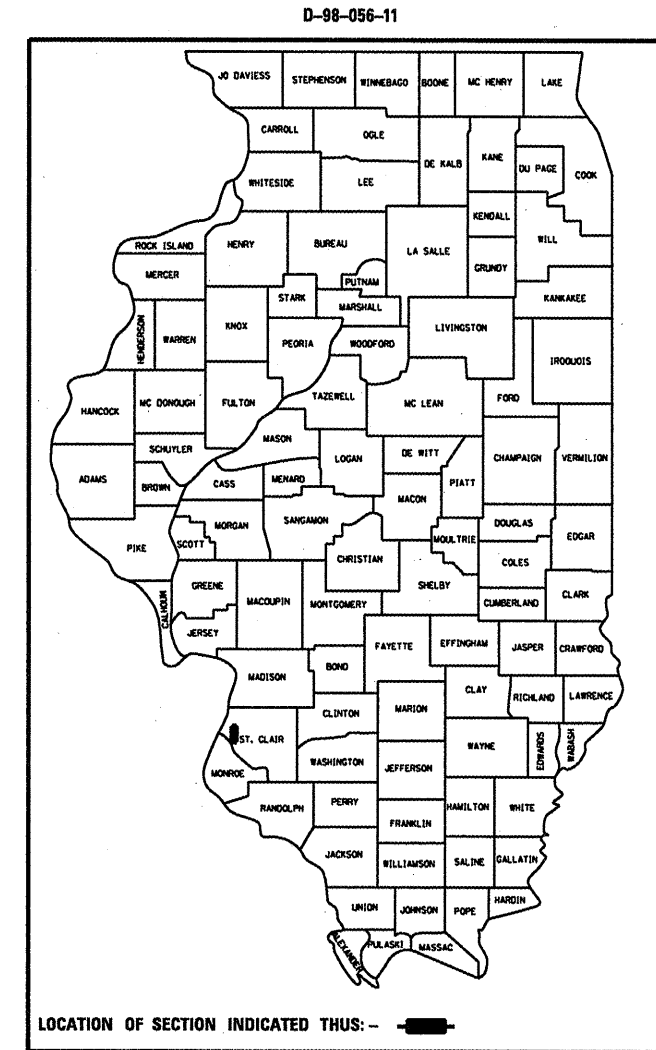 D-98-056-11
JO DAVIESS STEPHENSON WINNEBAGO BOONE MC HENRY LAKE
CARROLL OGLE DE KALB KANE DU PAGE COOK
WHITESIDE LEE
KENDALL
ROCK ISLAND HENRY BUREAU LA SALLE GRUNDY WILL
MERCER PUTNAM
STARK MARSHALL KANKAKEE
HENDERSON WARREN KNOX LIVINGSTON
PEORIA WOODFORD IROQUOIS
HANCOCK MC DONOUGH FULTON TAZEWELL MC LEAN FORD
MASON
SCHUYLER LOGAN DE WITT CHAMPAIGN VERMILION
ADAMS BROWN CASS MENARD MACON PIATT
MORGAN SANGAMON DOUGLAS EDGAR
PIKE SCOTT CHRISTIAN MOULTRIE COLES
GREENE MACOUPIN MONTGOMERY SHELBY CUMBERLAND CLARK
CALHOUN JERSEY
FAYETTE EFFINGHAM JASPER CRAWFORD
MADISON BOND
CLAY RICHLAND LAWRENCE
CLINTON MARION
ST. CLAIR WAYNE EDWARDS WABASH
MONROE WASHINGTON JEFFERSON
RANDOLPH PERRY HAMILTON WHITE
FRANKLIN
JACKSON WILLIAMSON SALINE GALLATIN
UNION JOHNSON POPE HARDIN
ALEXANDER PULASKI MASSAC
LOCATION OF SECTION INDICATED THUS: -